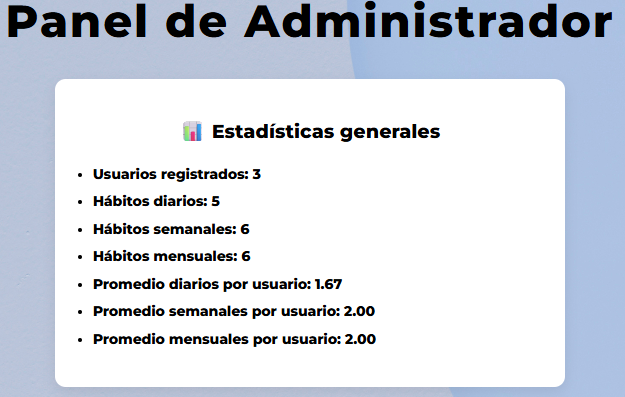 Panel de Administrador
📊 Estadísticas generales
• Usuarios registrados: 3
• Hábitos diarios: 5
• Hábitos semanales: 6
• Hábitos mensuales: 6
• Promedio diarios por usuario: 1.67
• Promedio semanales por usuario: 2.00
• Promedio mensuales por usuario: 2.00